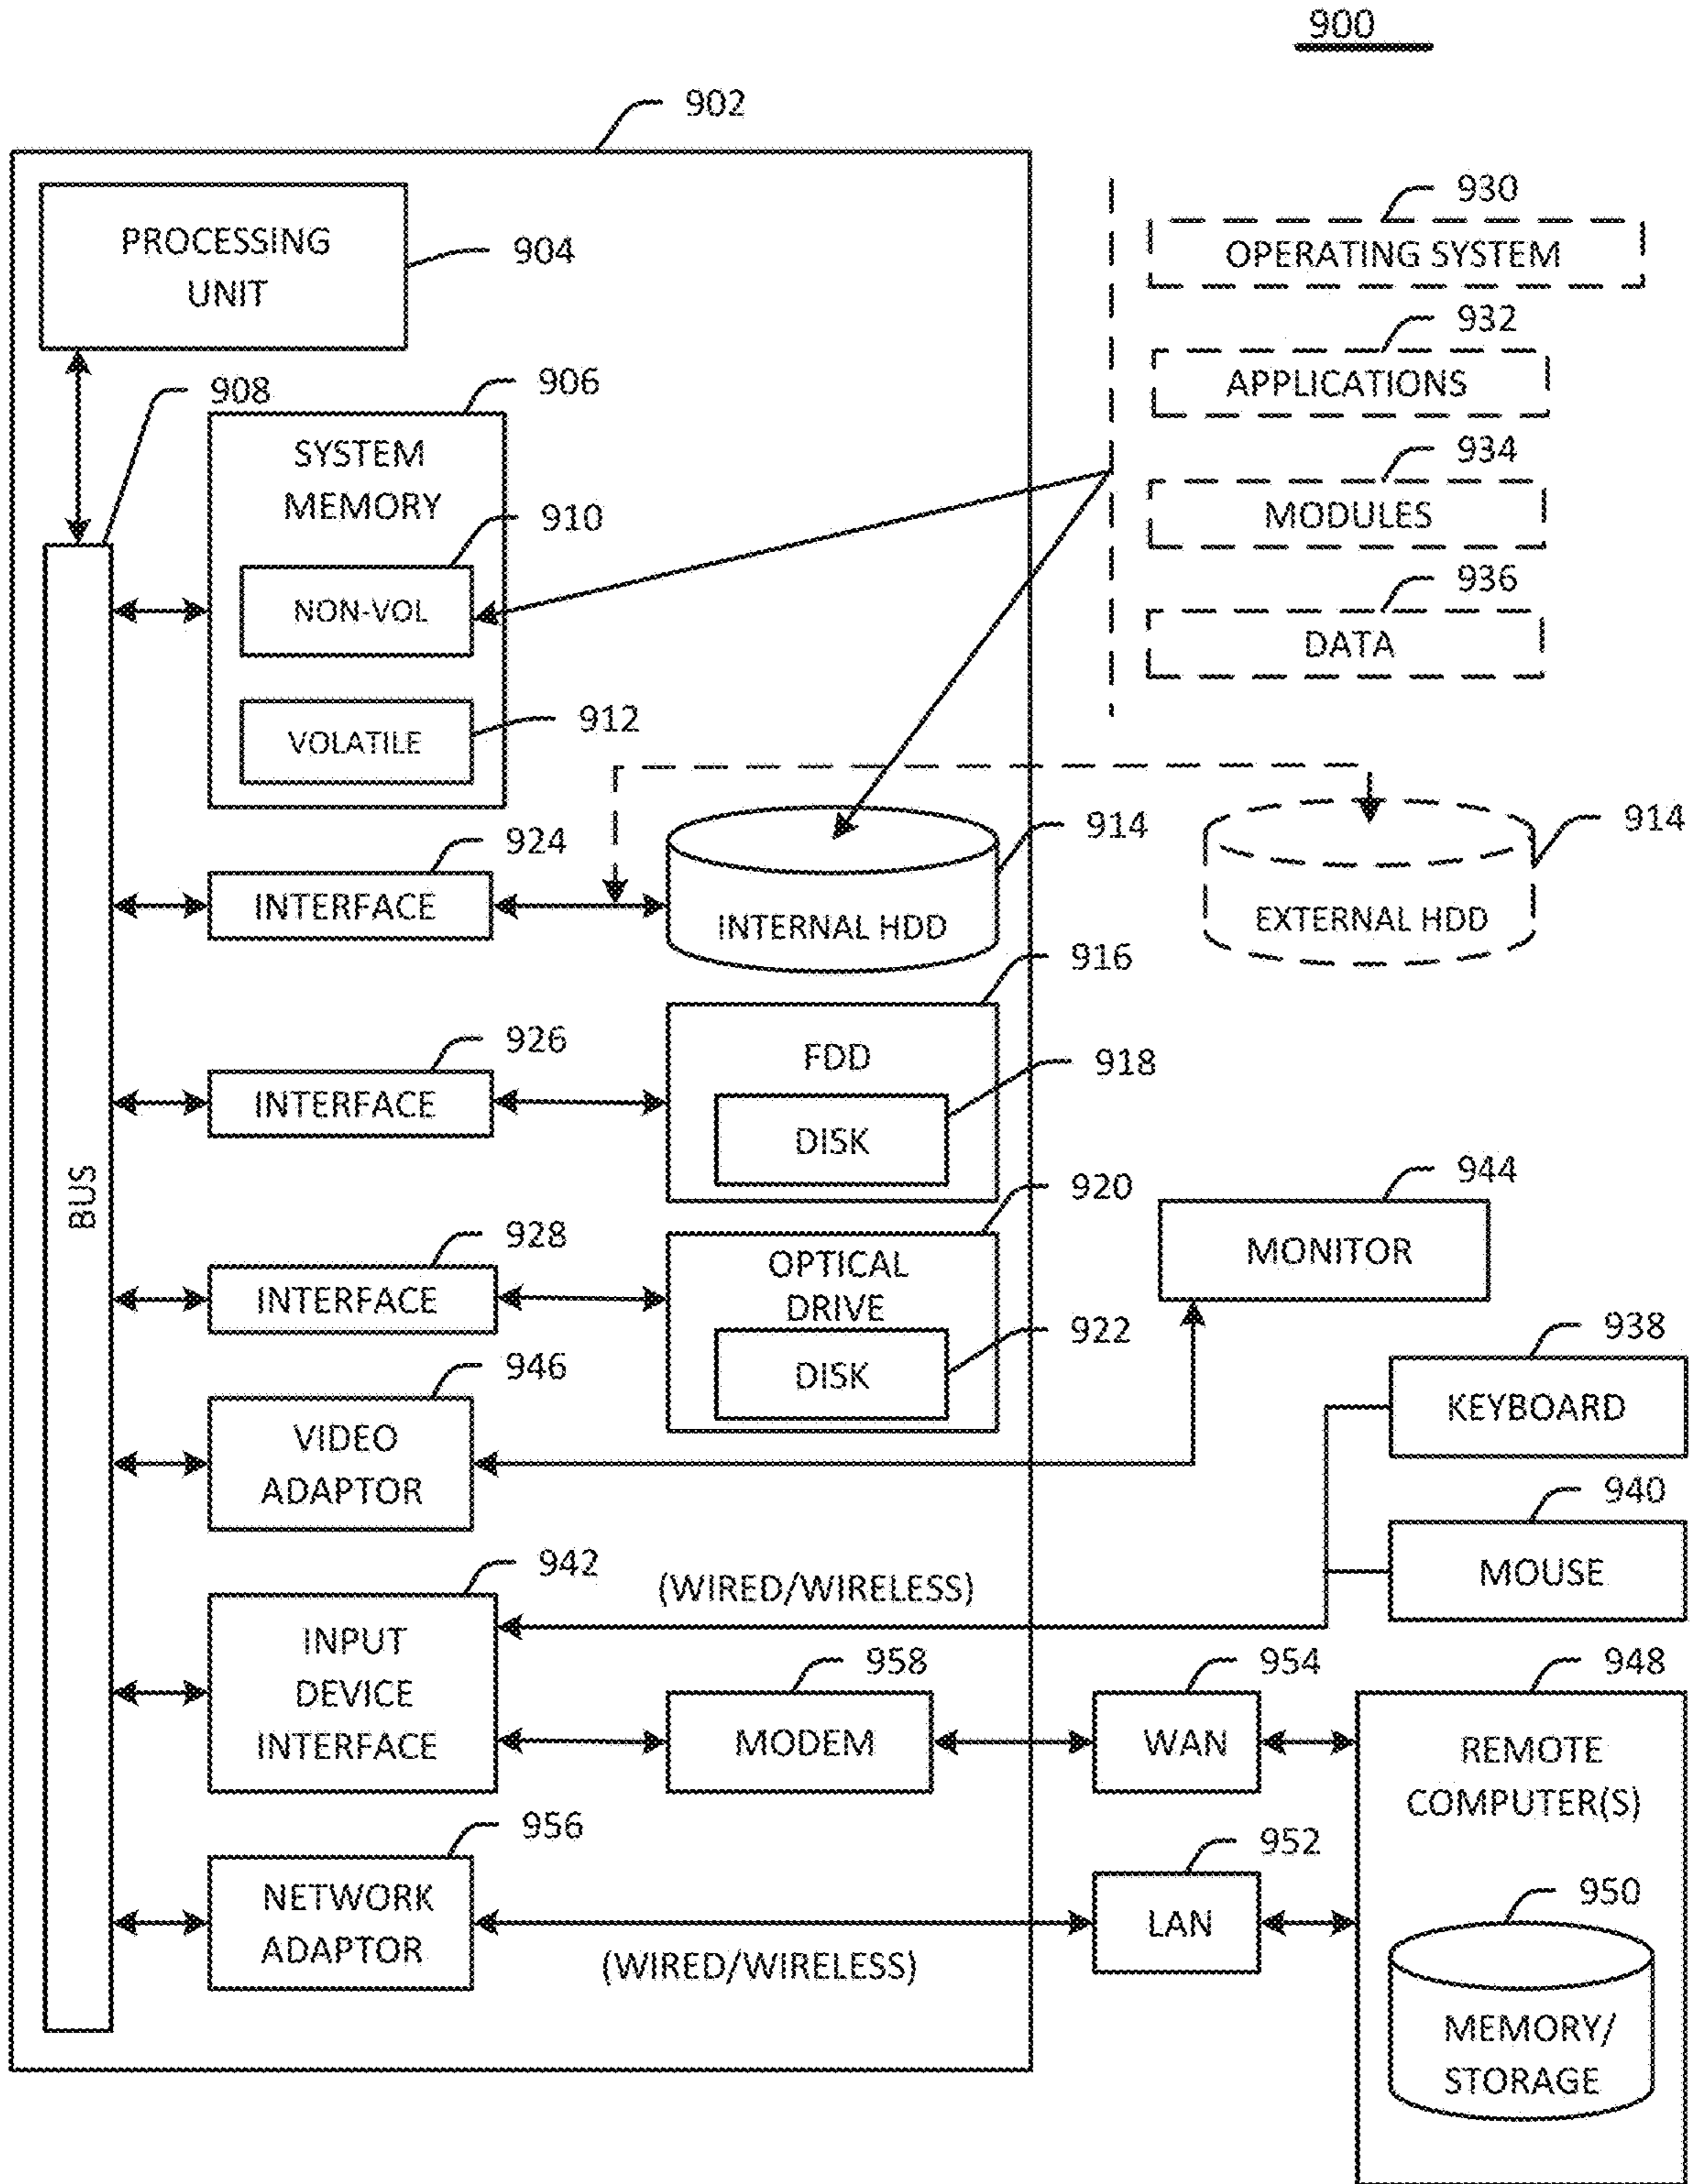 900
902
PROCESSING
UNIT
904
930
OPERATING SYSTEM
932
APPLICATIONS
934
MODULES
936
DATA
908
906
SYSTEM
MEMORY
910
NON-VOL
912
VOLATILE
BUS
924
INTERFACE
914
INTERNAL HDD
914
EXTERNAL HDD
926
INTERFACE
916
FDD
918
DISK
928
INTERFACE
920
OPTICAL
DRIVE
922
DISK
944
MONITOR
946
VIDEO
ADAPTOR
938
KEYBOARD
940
MOUSE
942
INPUT
DEVICE
INTERFACE
(WIRED/WIRELESS)
958
MODEM
954
WAN
948
REMOTE
COMPUTER(S)
956
NETWORK
ADAPTOR
(WIRED/WIRELESS)
952
LAN
950
MEMORY/
STORAGE